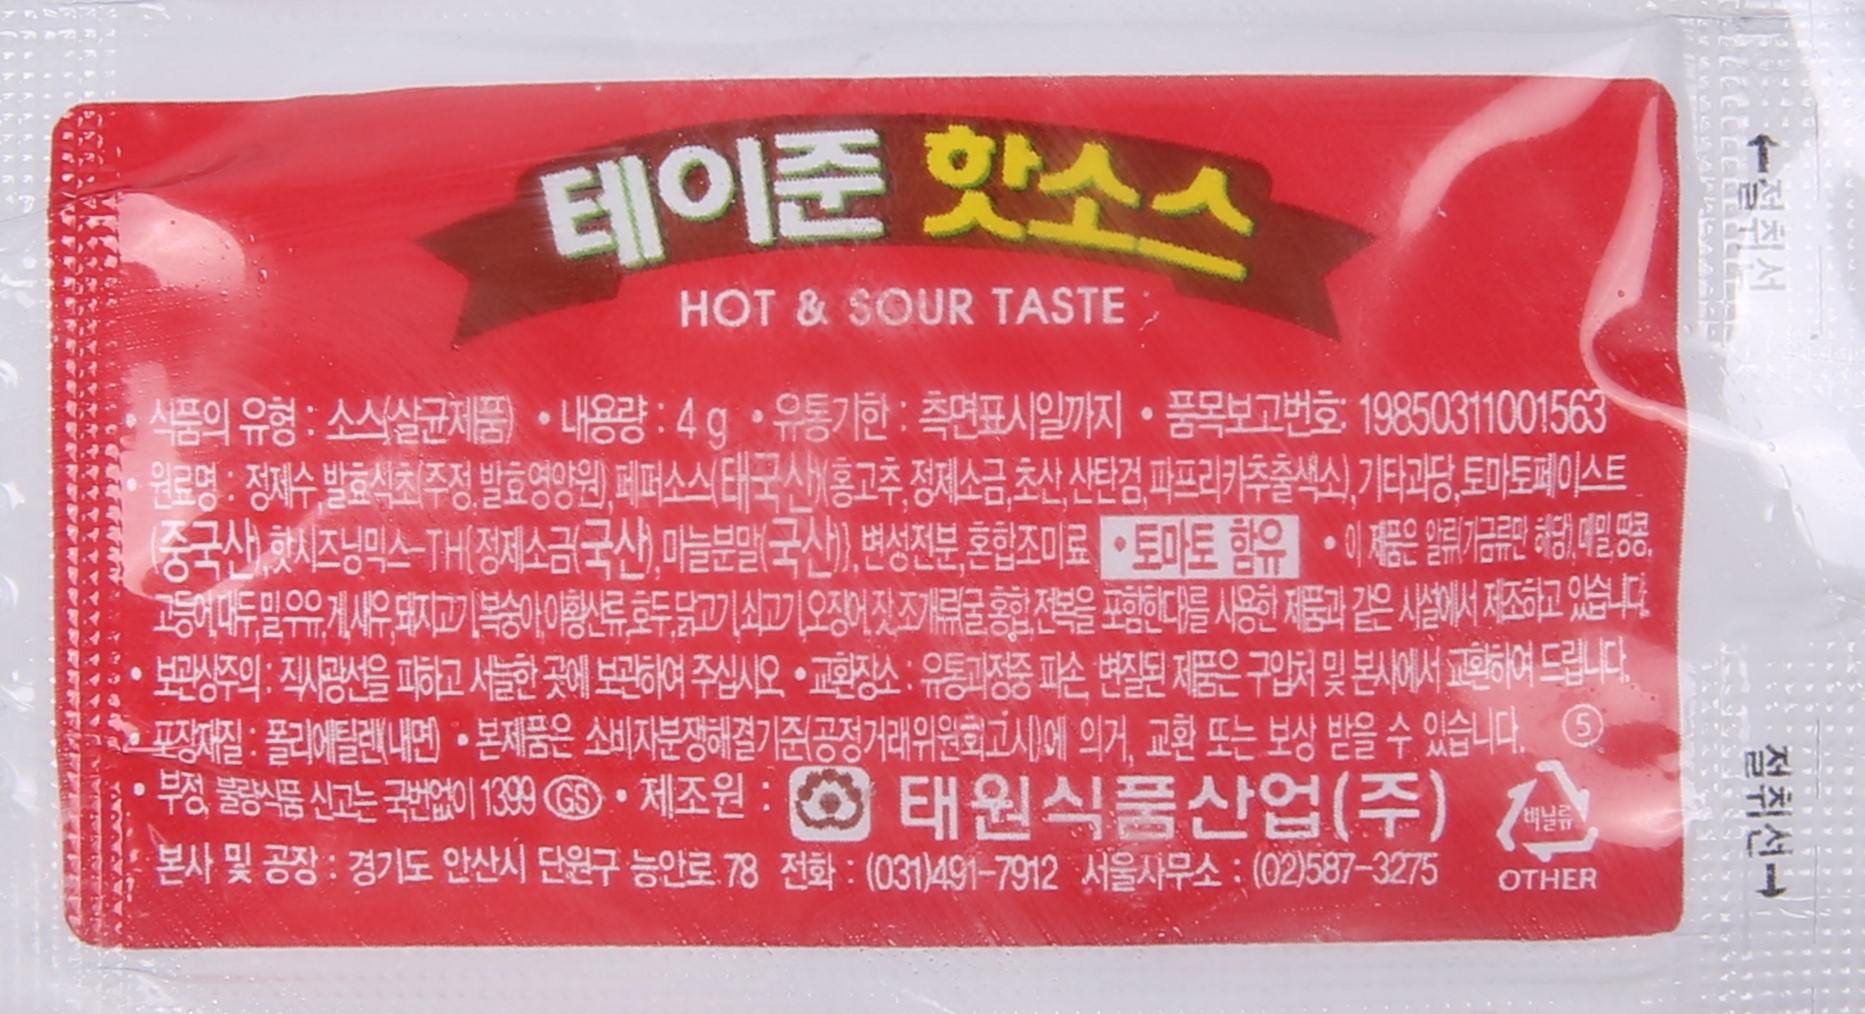 테이준 핫소스
HOT & SOUR TASTE
• 식품의 유형 : 소스(살균제품) • 내용량 : 4 g • 유통기한 : 측면표시일까지 • 품목보고번호: 19850311001563
• 원료명 : 정제수,발효식초(주정,발효영양원),페퍼소스(태국산)(홍고추,정제소금,초산,산탄검,파프리카추출색소),기타과당,토마토페이스트
(중국산),핫시즈닝믹스-TH{정제소금(국산),마늘분말(국산)},변성전분,혼합조미료 •토마토 함유 • 이 제품은 알류(가금류만 해당),메밀,땅콩,
고등어,대두,밀,우유,게,새우,돼지고기,복숭아,아황산류,호두,닭고기,쇠고기,오징어,잣,조개류(굴,홍합,전복을 포함한다)를 사용한 제품과 같은 시설에서 제조하고 있습니다.
• 보관상주의 : 직사광선을 피하고 서늘한 곳에 보관하여 주십시오 • 교환장소 : 유통과정중 파손, 변질된 제품은 구입처 및 본사에서 교환하여 드립니다.
• 포장재질 : 폴리에틸렌(내면) • 본제품은 소비자분쟁해결기준(공정거래위원회고시)에 의거, 교환 또는 보상 받을 수 있습니다. ⑤
• 부정, 불량식품 신고는 국번없이 1399 GS • 제조원 : 태원식품산업(주)
본사 및 공장 : 경기도 안산시 단원구 능안로 78 전화 : (031)491-7912 서울사무소 : (02)587-3275
비닐류
OTHER
←절취선
절취선→